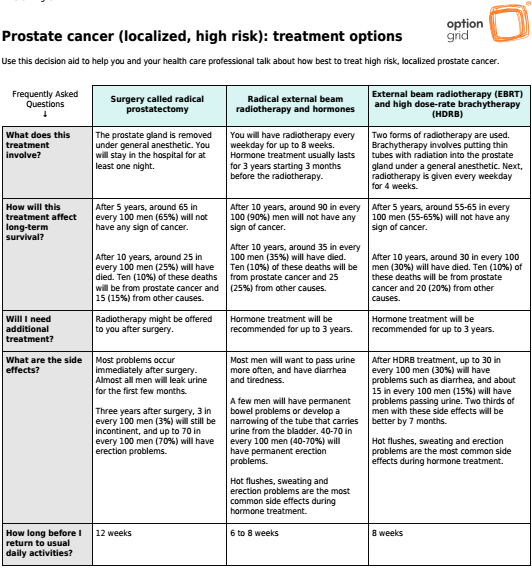 option
grid
Prostate cancer (localized, high risk): treatment options
Use this decision aid to help you and your health care professional talk about how best to treat high risk, localized prostate cancer.
Frequently Asked
Questions
↓
Surgery called radical
prostatectomy
Radical external beam
radiotherapy and hormones
External beam radiotherapy (EBRT)
and high dose-rate brachytherapy
(HDRB)
What does this
treatment
involve?
The prostate gland is removed
under general anesthetic. You
will stay in the hospital for at
least one night.
You will have radiotherapy every
weekday for up to 8 weeks.
Hormone treatment usually lasts
for 3 years starting 3 months
before the radiotherapy.
Two forms of radiotherapy are used.
Brachytherapy involves putting thin
tubes with radiation into the prostate
gland under a general anesthetic. Next,
radiotherapy is given every weekday
for 4 weeks.
How will this
treatment affect
long-term
survival?
After 5 years, around 65 in
every 100 men (65%) will not
have any sign of cancer.
After 10 years, around 25 in
every 100 men (25%) will have
died. Ten (10%) of these deaths
will be from prostate cancer and
15 (15%) from other causes.
After 10 years, around 90 in every
100 (90%) men will not have any
sign of cancer.
After 10 years, around 35 in every
100 men (35%) will have died.
Ten (10%) of these deaths will be
from prostate cancer and 25
(25%) from other causes.
After 5 years, around 55-65 in every
100 men (55-65%) will not have any
sign of cancer.
After 10 years, around 30 in every
100 men (30%) will have died. Ten (10%) of
these deaths will be from prostate
cancer and 20 (20%) from other
causes.
Will I need
additional
treatment?
Radiotherapy might be offered
to you after surgery.
Hormone treatment will be
recommended for up to 3 years.
Hormone treatment will be
recommended for up to 3 years.
What are the side
effects?
Most problems occur
immediately after surgery.
Almost all men will leak urine
for the first few months.
Three years after surgery, 3 in
every 100 men (3%) will still be
incontinent, and up to 70 in
every 100 men (70%) will have
erection problems.
Most men will want to pass urine
more often, and have diarrhea
and tiredness.
A few men will have permanent
bowel problems or develop a
narrowing of the tube that carries
urine from the bladder. 40-70 in
every 100 men (40-70%) will
have permanent erection
problems.
Hot flushes, sweating and
erection problems are the most
common side effects during
hormone treatment.
After HDRB treatment, up to 30 in
every 100 men (30%) will have
problems such as diarrhea, and about
15 in every 100 men (15%) will have
problems passing urine. Two thirds of
men with these side effects will be
better by 7 months.
Hot flushes, sweating and erection
problems are the most common side
effects during hormone treatment.
How long before I
return to usual
daily activities?
12 weeks
6 to 8 weeks
8 weeks